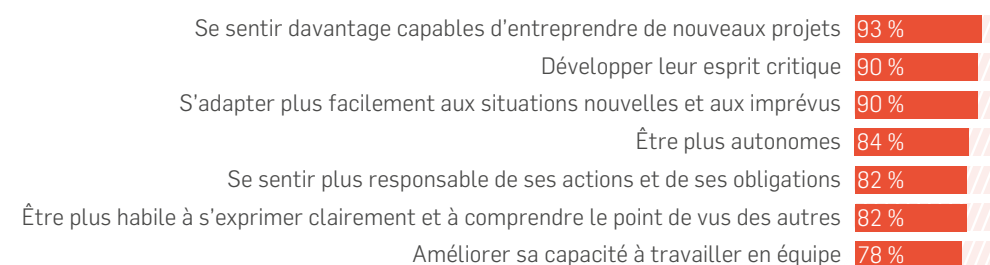 Se sentir davantage capables d'entreprendre de nouveaux projets 93 %
Développer leur esprit critique 90 %
S'adapter plus facilement aux situations nouvelles et aux imprévus 90 %
Être plus autonomes 84 %
Se sentir plus responsable de ses actions et de ses obligations 82 %
Être plus habile à s'exprimer clairement et à comprendre le point de vus des autres 82 %
Améliorer sa capacité à travailler en équipe 78 %